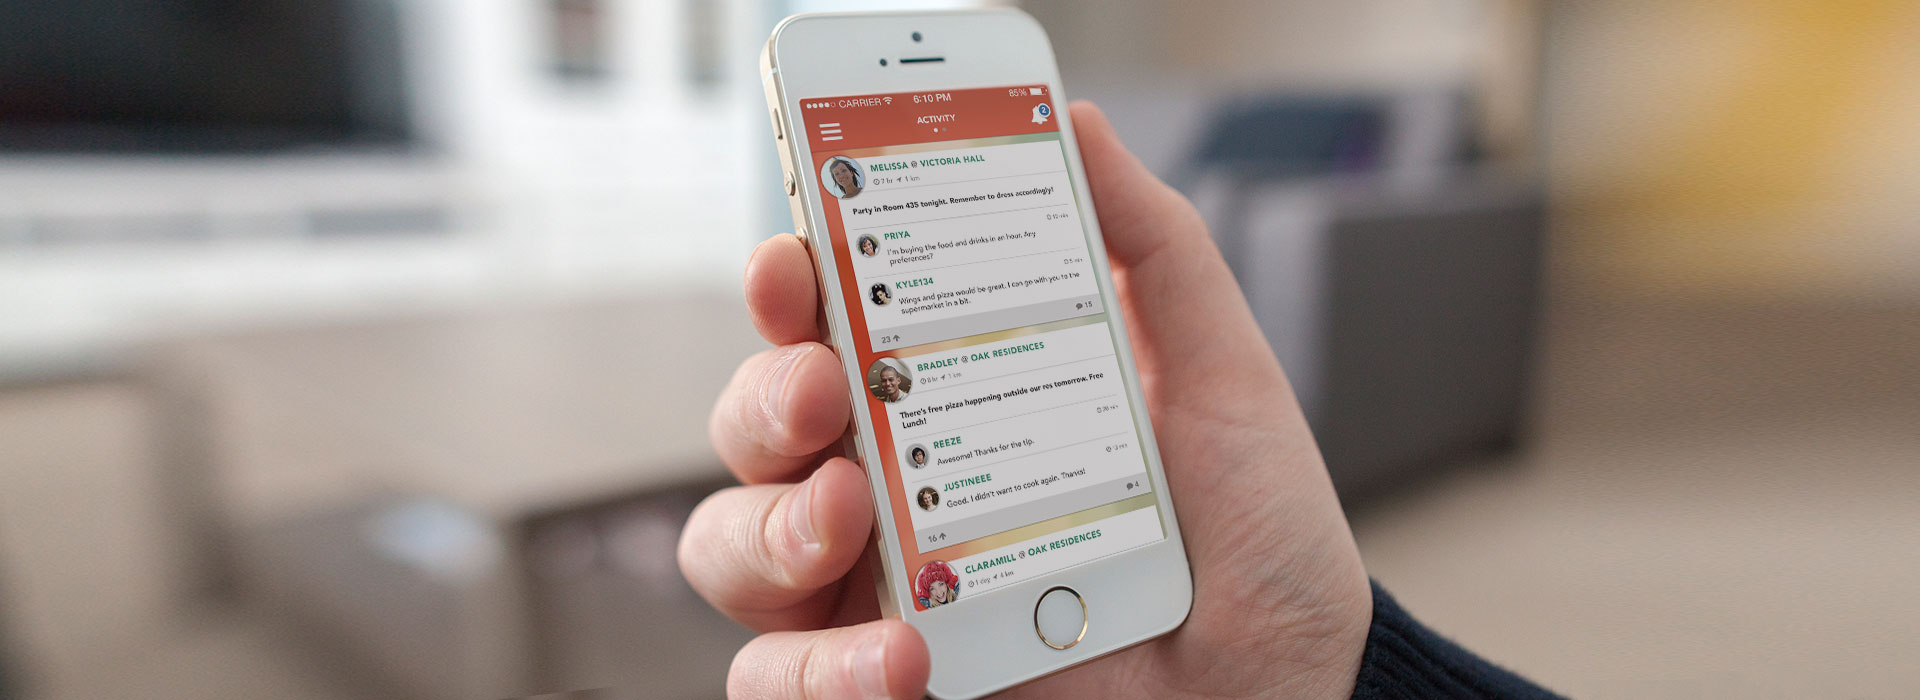 CARRIER 6:10 PM 85%
ACTIVITY
2
MELISSA @ VICTORIA HALL
7 hr 1 km
Party in Room 435 tonight. Remember to dress accordingly!
PRIYA
I'm buying the food and drinks in an hour. Any
preferences?
KYLE134
5 min
Wings and pizza would be great. I can go with you to the
supermarket in a bit.
23 15
BRADLEY @ OAK RESIDENCES
8 hr 1 km
There's free pizza happening outside our res tomorrow. Free
Lunch!
REEZE
Awesome! Thanks for the tip.
JUSTINEEE
Good. I didn't want to cook again. Thanks!
16 4
CLARAMILL @ OAK RESIDENCES
1 day 4 km